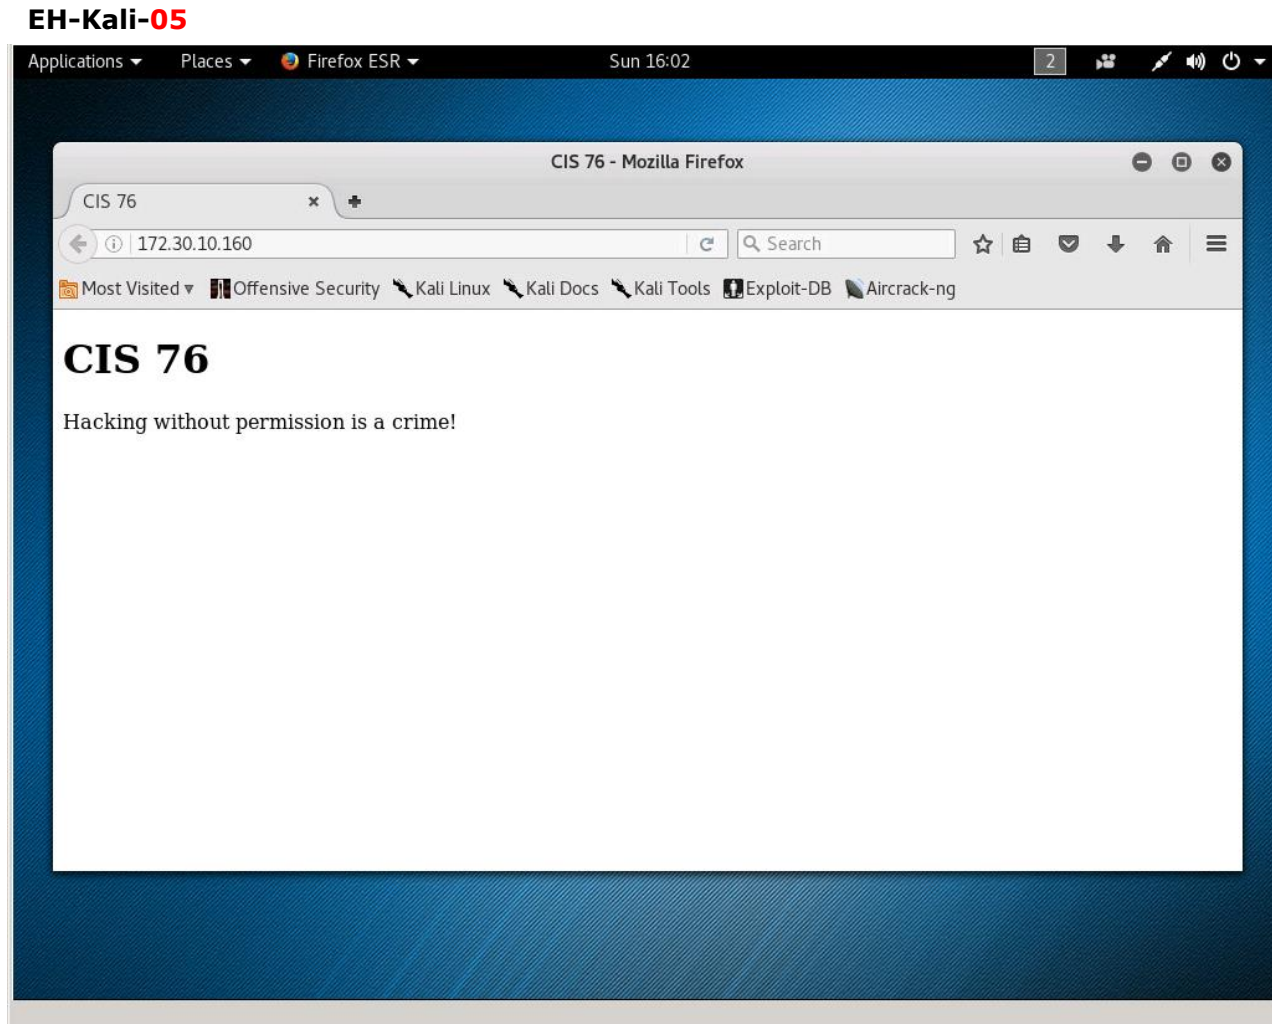 EH-Kali-05
Applications Places Firefox ESR Sun 16:02 2
CIS 76 - Mozilla Firefox
CIS 76
172.30.10.160 Search
Most Visited Offensive Security Kali Linux Kali Docs Kali Tools Exploit-DB Aircrack-ng
CIS 76
Hacking without permission is a crime!